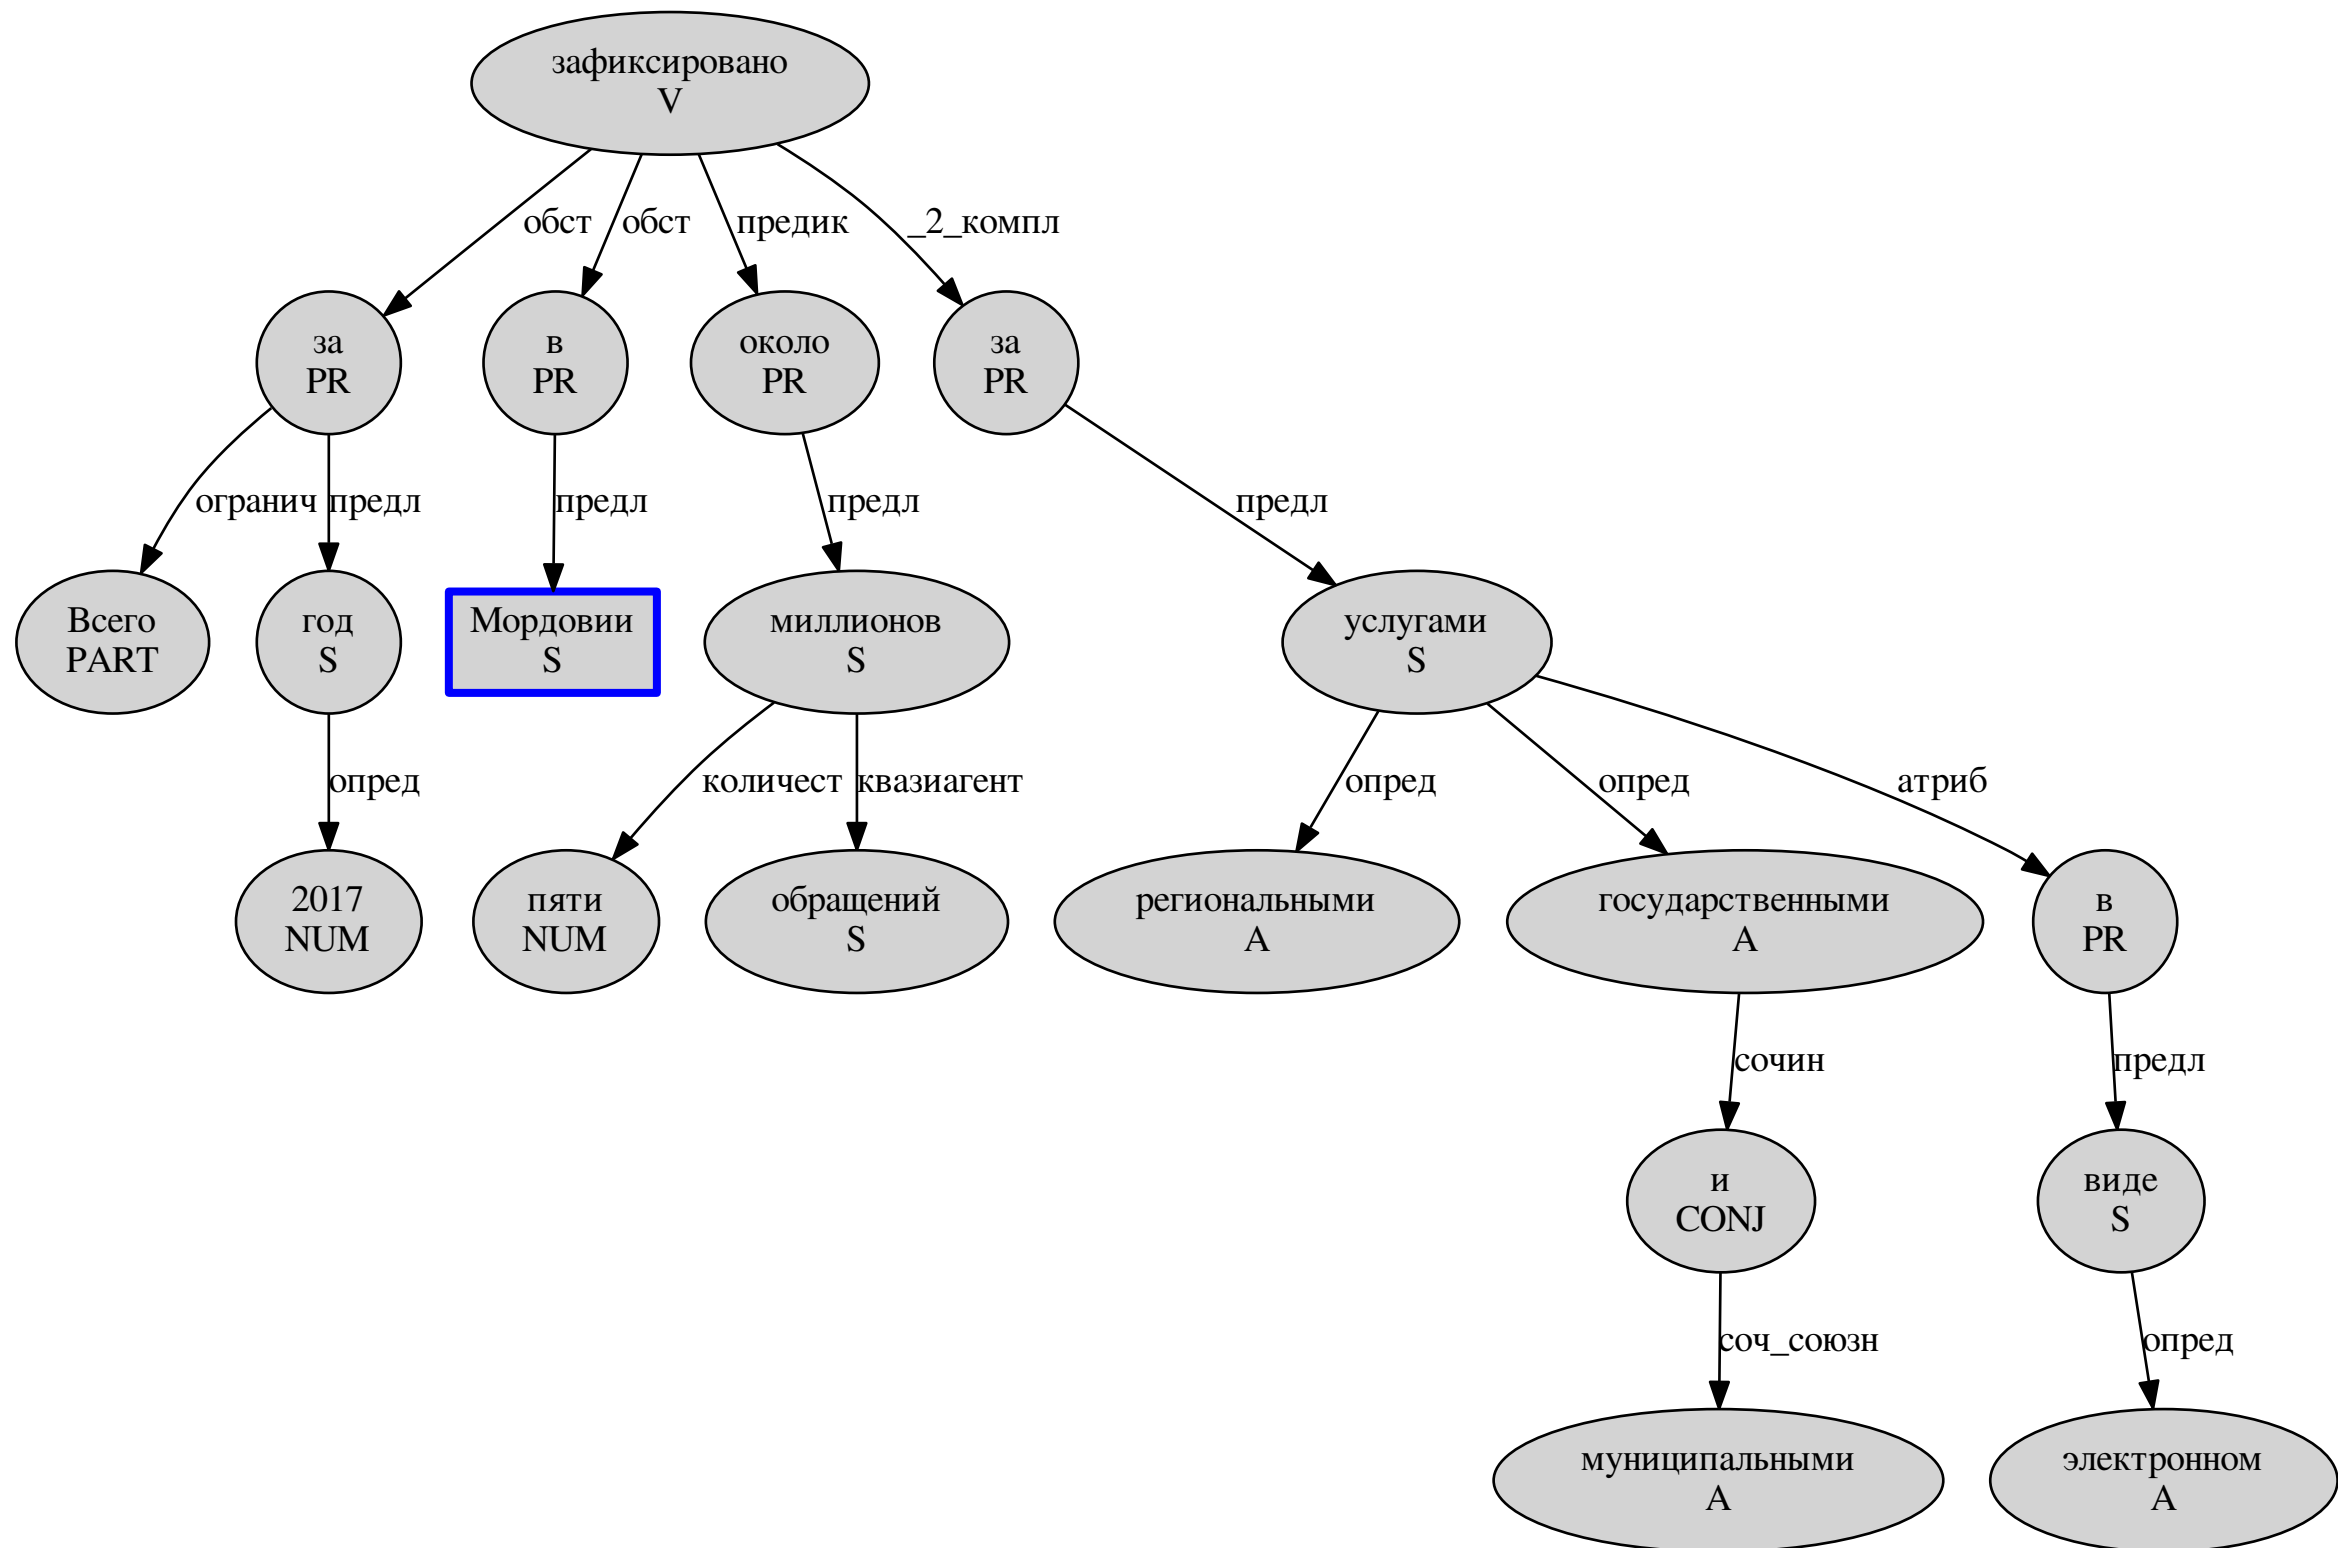 зафиксировано
V
обст
обст
предик
_2_компл
за
PR
в
PR
около
PR
за
PR
огранич
предл
предл
предл
предл
Всего
PART
год
S
Мордовии
S
миллионов
S
услугами
S
опред
количест
квазиагент
опред
опред
атриб
2017
NUM
пяти
NUM
обращений
S
региональными
A
государственными
A
в
PR
сочин
предл
и
CONJ
виде
S
соч_союзн
опред
муниципальными
A
электронном
A